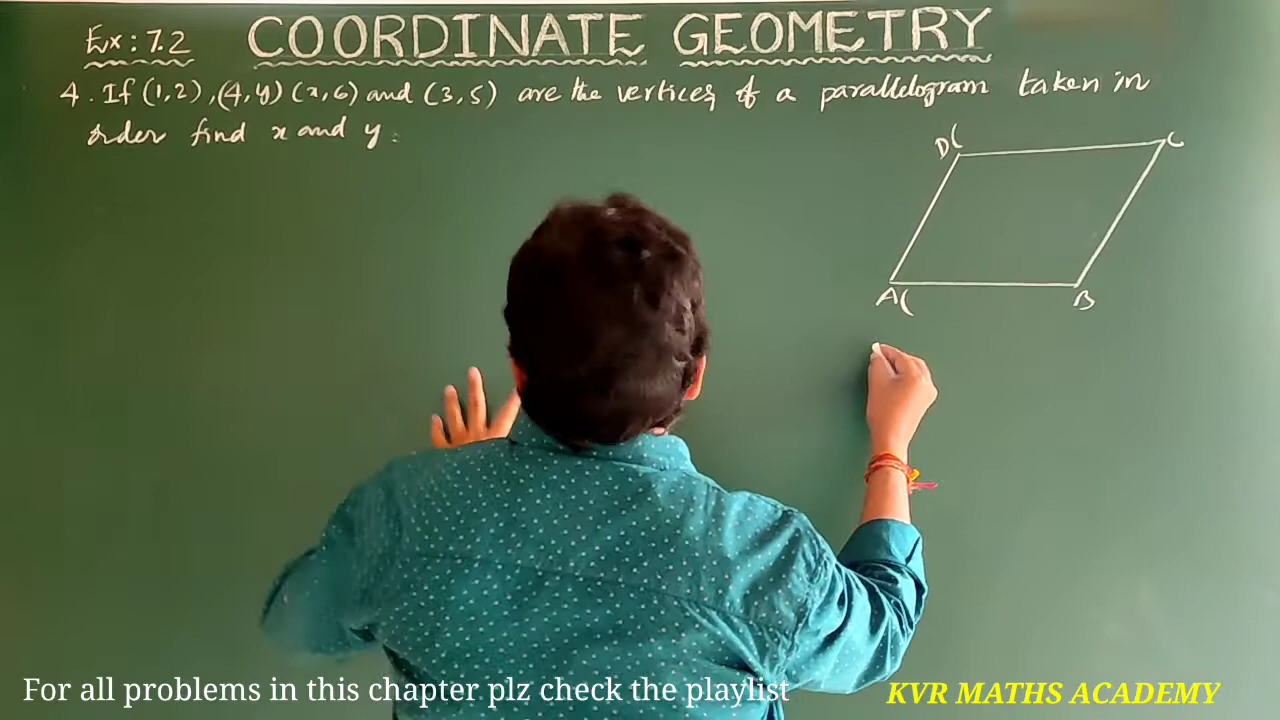 Ex: 7.2 COORDINATE GEOMETRY
4. If (1,2), (4,y) (x,6) and (3,5) are the vertices of a parallelogram taken in
order find x and y.
D( C
A( B
For all problems in this chapter plz check the playlist
KVR MATHS ACADEMY